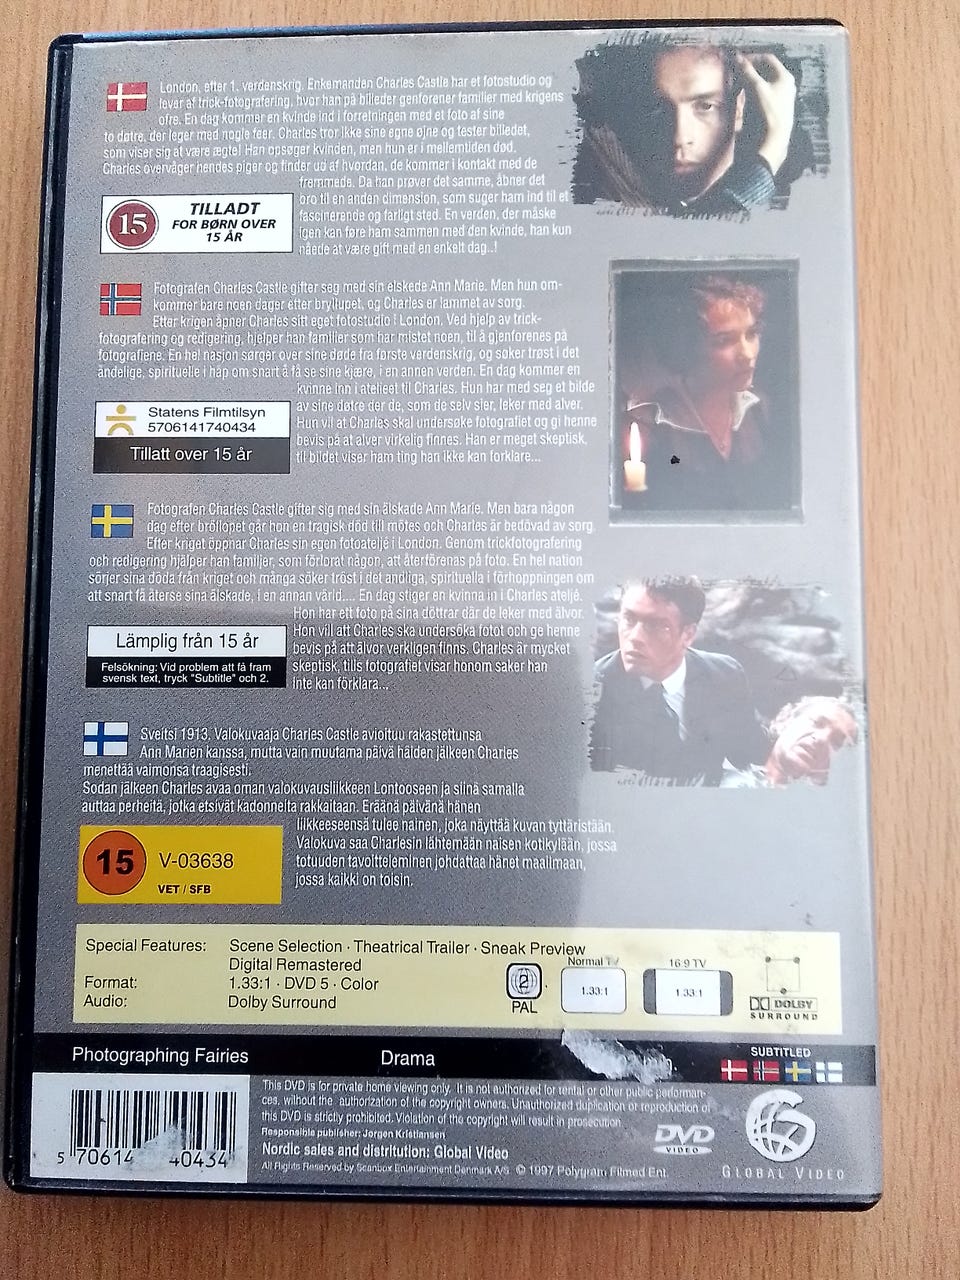 London, efter 1. verdenskrig. Enkemanden Charles Castle har et fotostudio og
lever af trick-fotografering, hvor han på billeder genforener familier med krigens
ofre. En dag kommer en kvinde ind i forretningen med et foto af sine
to døtre, der leger med nogle feer. Charles tror ikke sine egne øjne og tester billedet,
som viser sig at være ægte! Han opsøger kvinden, men hun er i mellemtiden død.
Charles overvåger hendes piger og finder ud af hvordan, de kommer i kontakt med de
fremmede. Da han prøver det samme, åbner det
bro til en anden dimension, som suger ham ind til et
fascinerende og farligt sted. En verden, der måske
igen kan føre ham sammen med den kvinde, han kun
nåede at være gift med en enkelt dag..!
15
TILLADT
FOR BØRN OVER
15 ÅR
Fotografen Charles Castle gifter seg med sin elskede Ann Marie. Men hun om-
kommer bare noen dager etter bryllupet, og Charles er lammet av sorg.
Etter krigen åpner Charles sitt eget fotostudio i London. Ved hjelp av trick-
fotografering og redigering, hjelper han familier som har mistet noen, til å gjenforenes på
fotografiene. En hel nasjon sørger over sine døde fra første verdenskrig, og søker trøst i det
åndelige, spirituelle i håp om snart å få se sine kjære, i en annen verden. En dag kommer en
kvinne inn i atelieet til Charles. Hun har med seg et bilde
av sine døtre der de, som de selv sier, leker med alver.
Hun vil at Charles skal undersøke fotografiet og gi henne
bevis på at alver virkelig finnes. Han er meget skeptisk,
til bildet viser ham ting han ikke kan forklare...
Statens Filmtilsyn
5706141740434
Tillatt over 15 år
Fotografen Charles Castle gifter sig med sin älskade Ann Marie. Men bara någon
dag efter bröllopet går hon en tragisk död till mötes och Charles är bedövad av sorg.
Efter kriget öppnar Charles sin egen fotoateljé i London. Genom trickfotografering
och redigering hjälper han familjer, som förlorat någon, att återförenas på foto. En hel nation
sörjer sina döda från kriget och många söker tröst i det andliga, spirituella i förhoppningen om
att snart få återse sina älskade, i en annan värld.... En dag stiger en kvinna in i Charles ateljé.
Hon har ett foto på sina döttrar där de leker med älvor.
Hon vill att Charles ska undersöka fotot och ge henne
bevis på att älvor verkligen finns. Charles är mycket
skeptisk, tills fotografiet visar honom saker han
inte kan förklara...
Lämplig från 15 år
Felsökning: Vid problem att få fram
svensk text, tryck "Subtitle" och 2.
Sveitsi 1913. Valokuvaaja Charles Castle avioituu rakastettunsa
Ann Marien kanssa, mutta vain muutama päivä häiden jälkeen Charles
menettää vaimonsa traagisesti.
Sodan jälkeen Charles avaa oman valokuvausliikkeen Lontooseen ja siinä samalla
auttaa perheitä, jotka etsivät kadonneita rakkaitaan. Eräänä päivänä hänen
liikkeeseensä tulee nainen, joka näyttää kuvan tyttäristään.
Valokuva saa Charlesin lähtemään naisen kotikylään, jossa
totuuden tavoitteleminen johdattaa hänet maailmaan,
jossa kaikki on toisin.
15
V-03638
VET / SFB
Special Features: Scene Selection · Theatrical Trailer · Sneak Preview
Digital Remastered
Format: 1.33:1 · DVD 5 · Color
Audio: Dolby Surround
2
PAL
Normal TV
1.33:1
16:9 TV
1.33:1
DOLBY
SURROUND
Photographing Fairies Drama
SUBTITLED
This DVD is for private home viewing only. It is not authorized for rental or other public performan-
ces, without the authorization of the copyright owners. Unauthorized duplication or reproduction of
this DVD is strictly prohibited. Violation of the copyright will result in prosecution.
Responsible publisher: Jørgen Kristiansen
Nordic sales and distribution: Global Video
All Rights Reserved by Scanbox Entertainment Denmark A/S. © 1997 Polygram Filmed Ent.
5 70614 40434
DVD
VIDEO
GLOBAL VIDEO